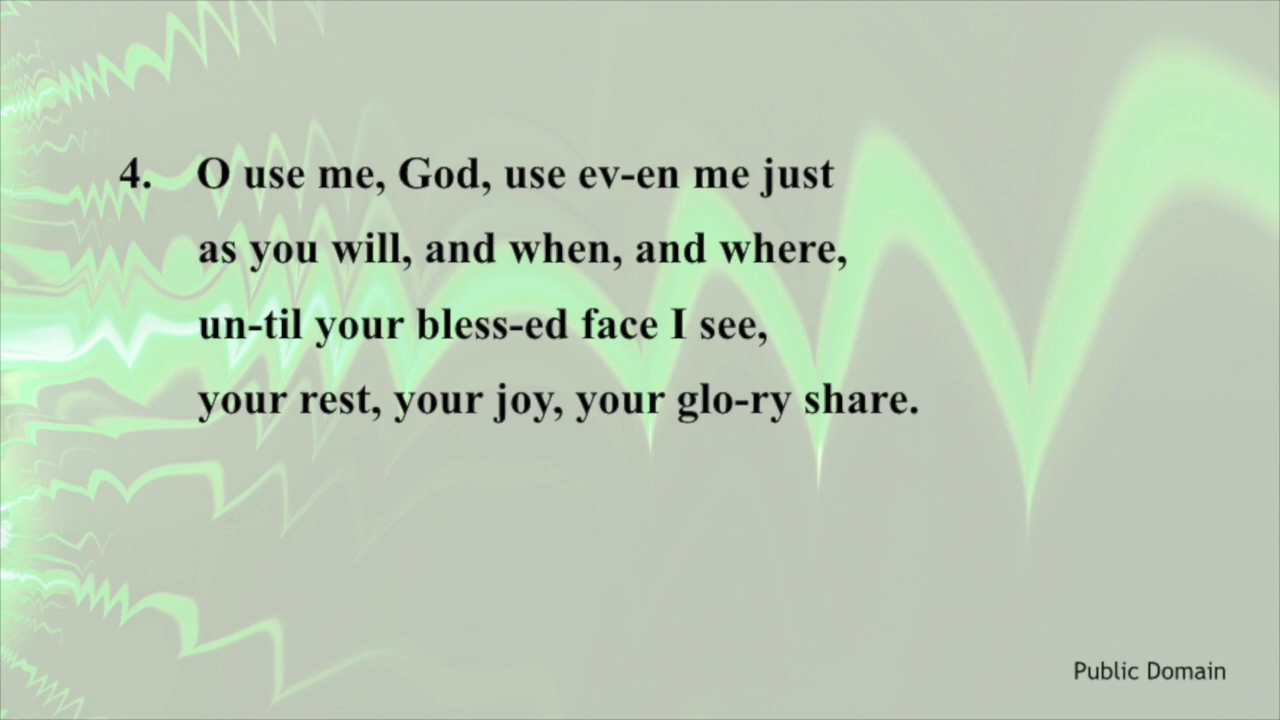 4. O use me, God, use ev-en me just
as you will, and when, and where,
un-til your bless-ed face I see,
your rest, your joy, your glo-ry share.
Public Domain